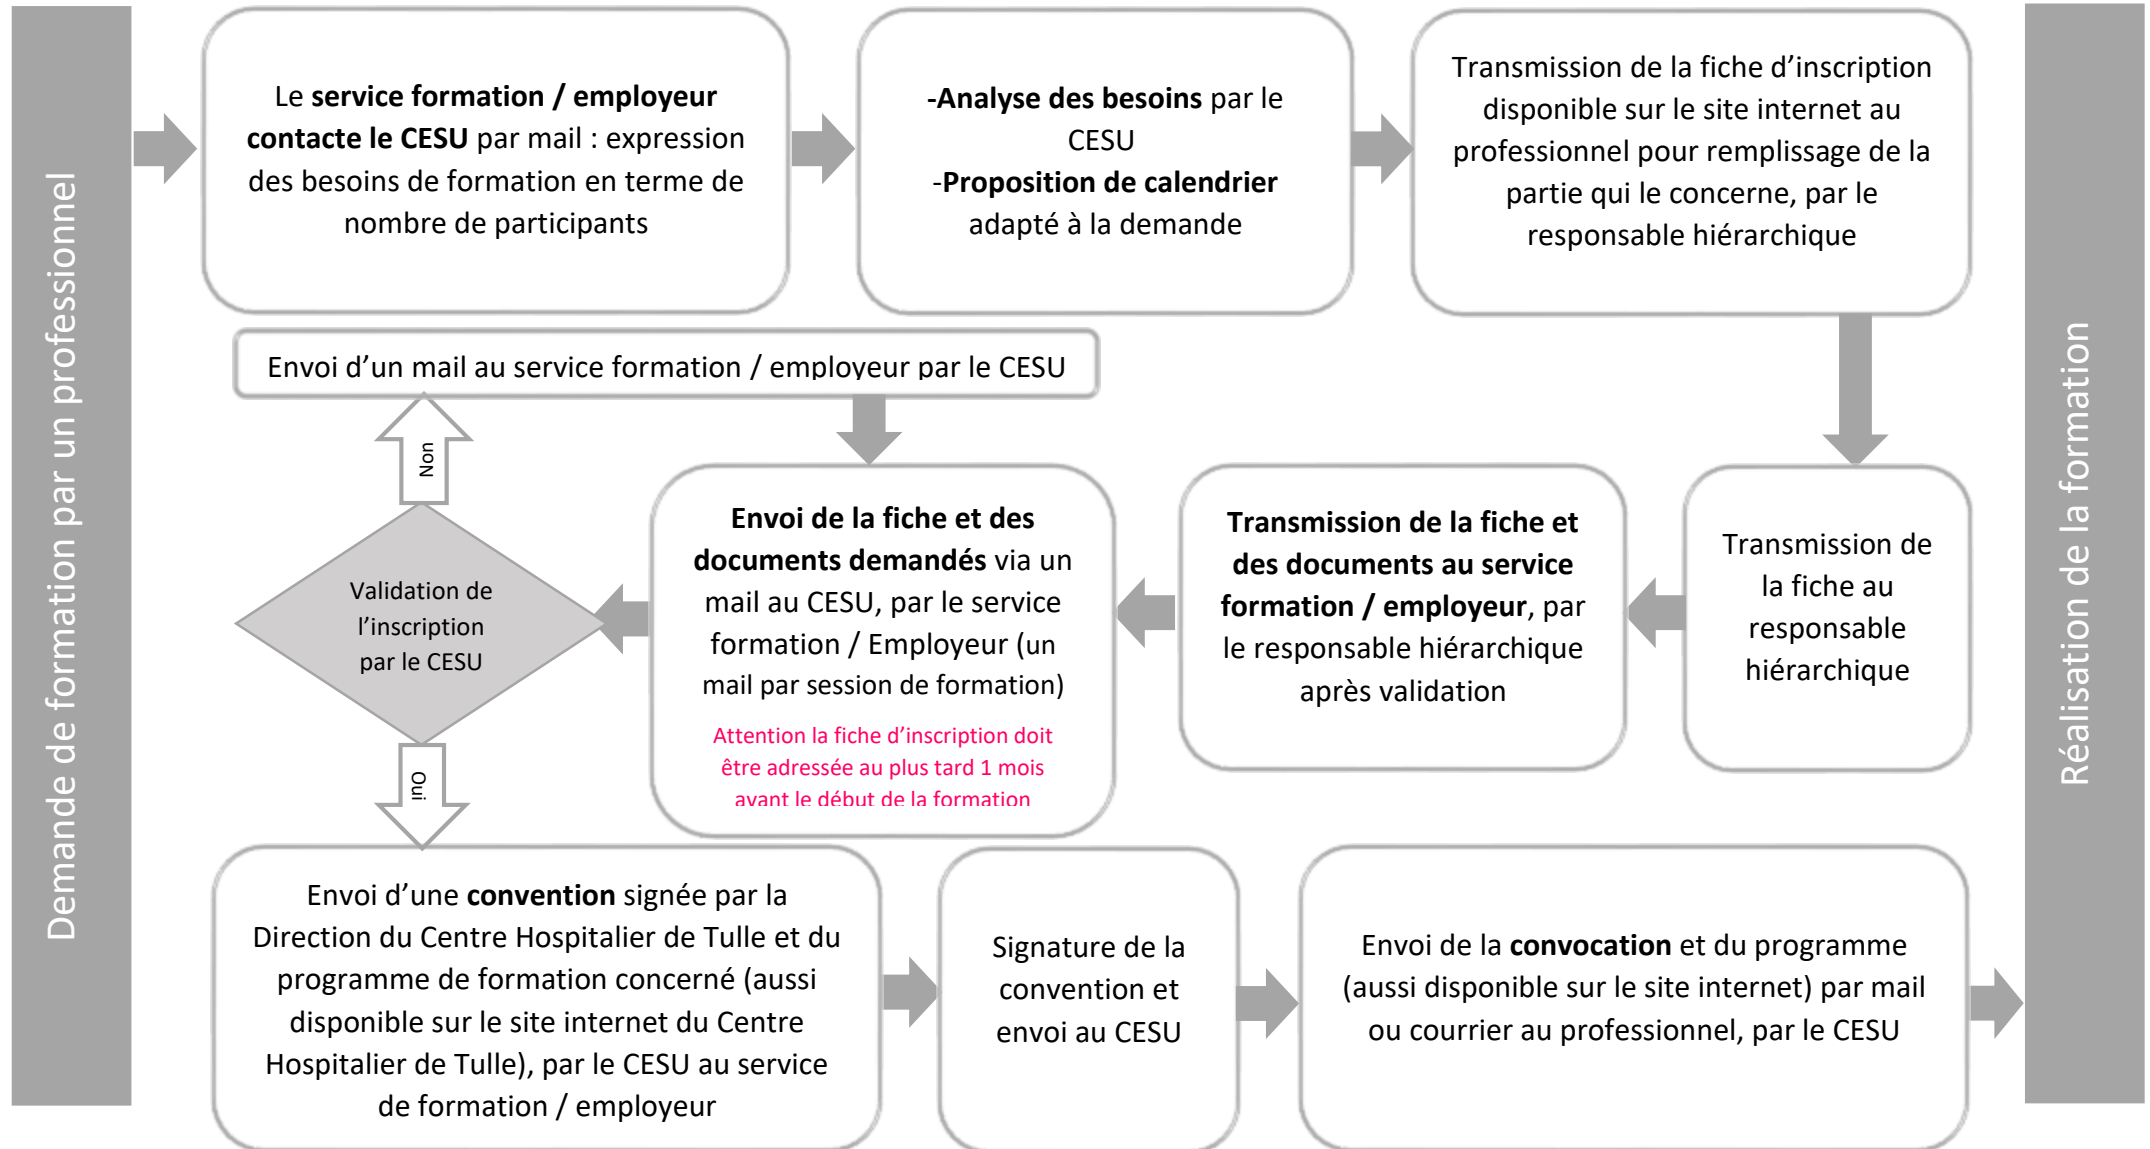 Demande de formation par un professionnel
Le service formation / employeur
contacte le CESU par mail : expression
des besoins de formation en terme de
nombre de participants
-Analyse des besoins par le
CESU
-Proposition de calendrier
adapté à la demande
Transmission de la fiche d’inscription
disponible sur le site internet au
professionnel pour remplissage de la
partie qui le concerne, par le
responsable hiérarchique
Transmission de
la fiche au
responsable
hiérarchique
Transmission de la fiche et
des documents au service
formation / employeur, par
le responsable hiérarchique
après validation
Envoi de la fiche et des
documents demandés via un
mail au CESU, par le service
formation / Employeur (un
mail par session de formation)
Attention la fiche d’inscription doit
être adressée au plus tard 1 mois
avant le début de la formation
Validation de
l’inscription
par le CESU
Non
Envoi d’un mail au service formation / employeur par le CESU
Oui
Envoi d’une convention signée par la
Direction du Centre Hospitalier de Tulle et du
programme de formation concerné (aussi
disponible sur le site internet du Centre
Hospitalier de Tulle), par le CESU au service
de formation / employeur
Signature de la
convention et
envoi au CESU
Envoi de la convocation et du programme
(aussi disponible sur le site internet) par mail
ou courrier au professionnel, par le CESU
Réalisation de la formation